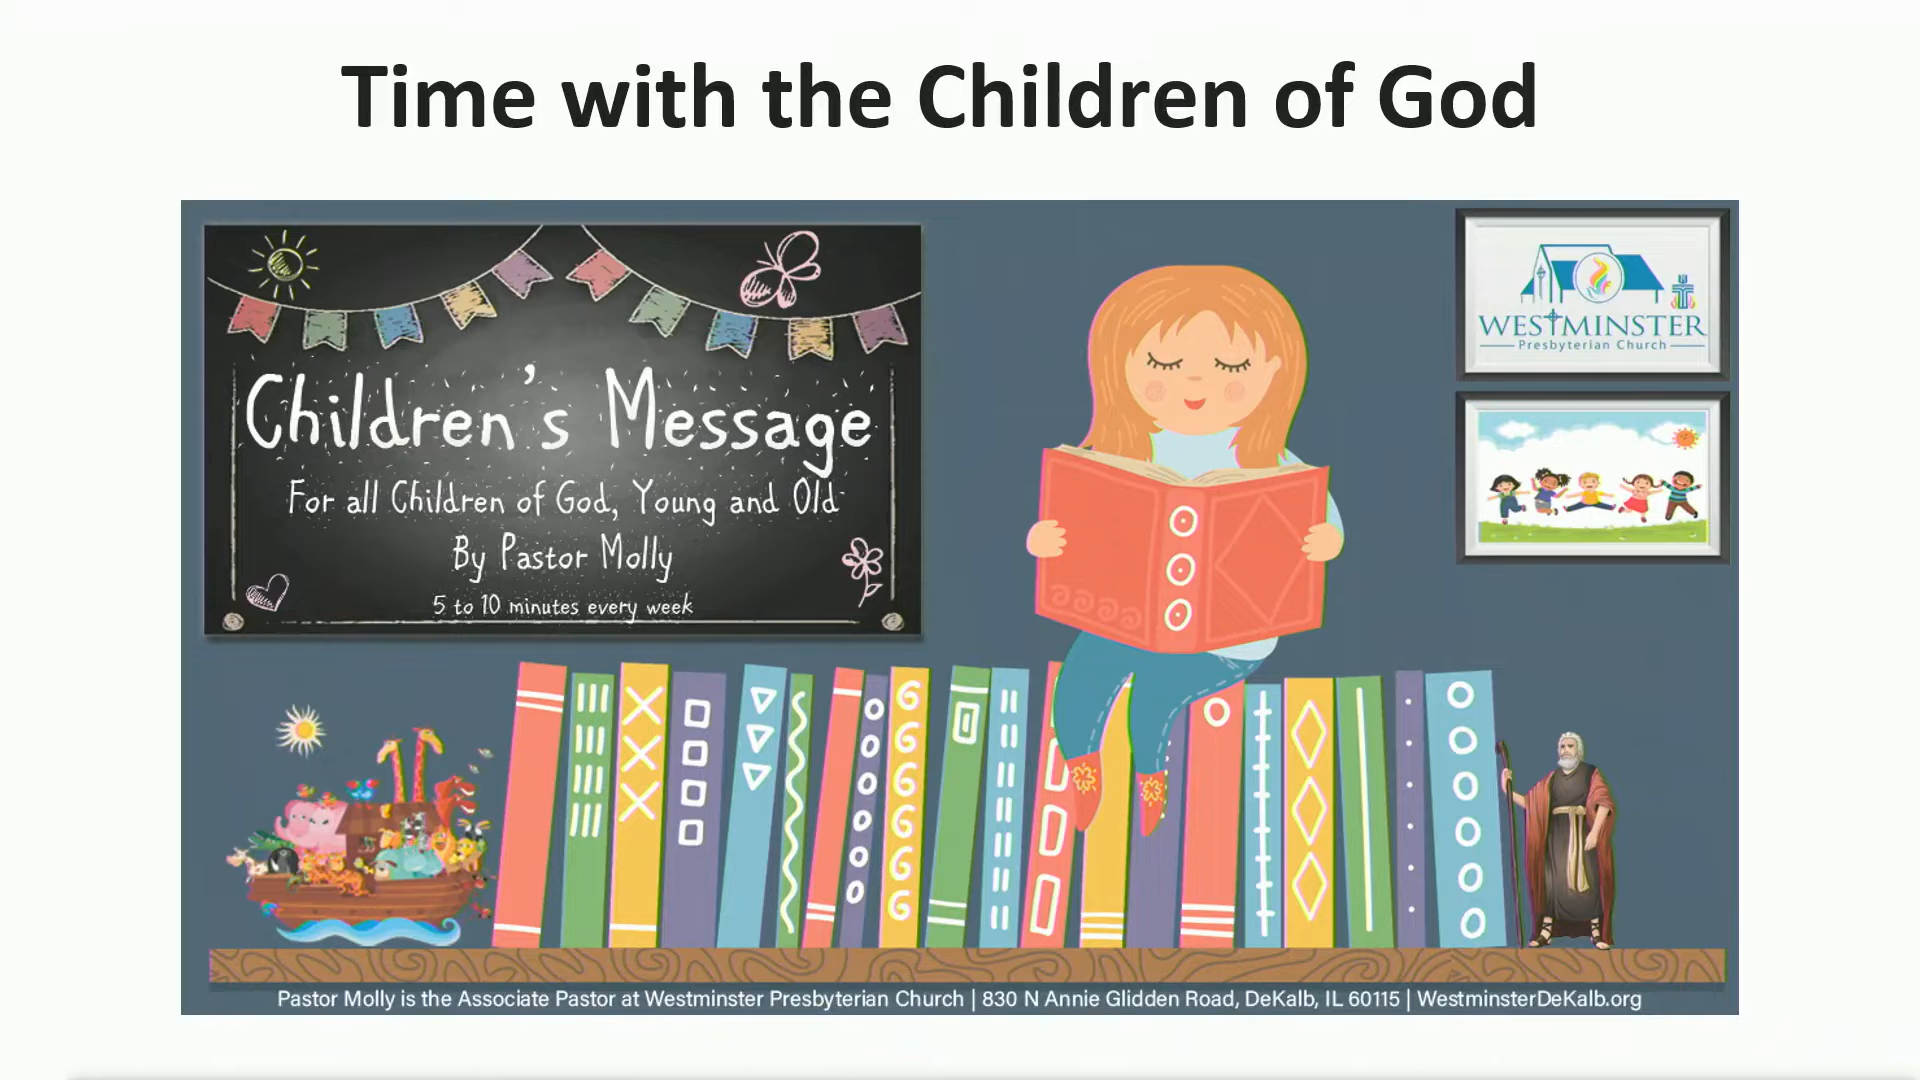 Time with the Children of God
Children's Message
For all Children of God, Young and Old
By Pastor Molly
5 to 10 minutes every week
WESTMINSTER
Presbyterian Church
Pastor Molly is the Associate Pastor at Westminster Presbyterian Church | 830 N Annie Glidden Road, DeKalb, IL 60115 | WestminsterDeKalb.org